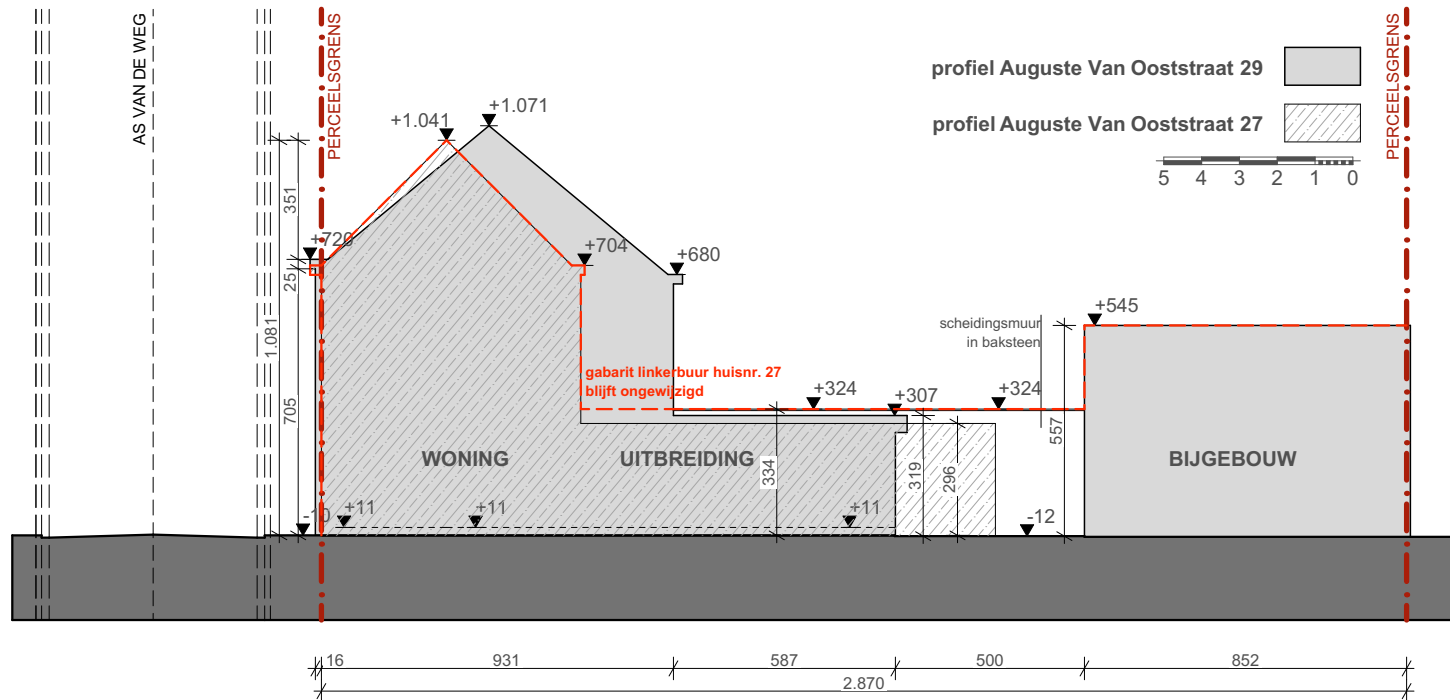 AS VAN DE WEG
PERCEELSGRENS
PERCEELSGRENS
profiel Auguste Van Ooststraat 29
profiel Auguste Van Ooststraat 27
5 4 3 2 1 0
+1.071
+1.041
351
+720
+704
+680
25
1.081
705
+545
scheidingsmuur
in baksteen
gabarit linkerbuur huisnr. 27
blijft ongewijzigd
+324
+307
+324
557
WONING
UITBREIDING
BIJGEBOUW
334
319
296
-10
+11
+11
+11
-12
16
931
587
500
852
2.870